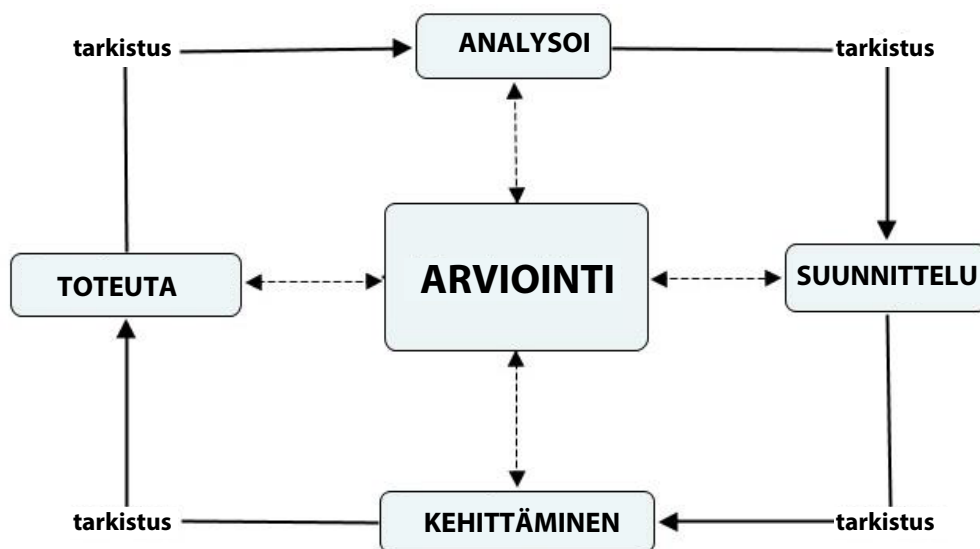 tarkistus
ANALYSOI
tarkistus
TOTEUTA
ARVIOINTI
SUUNNITTELU
tarkistus
KEHITTÄMINEN
tarkistus